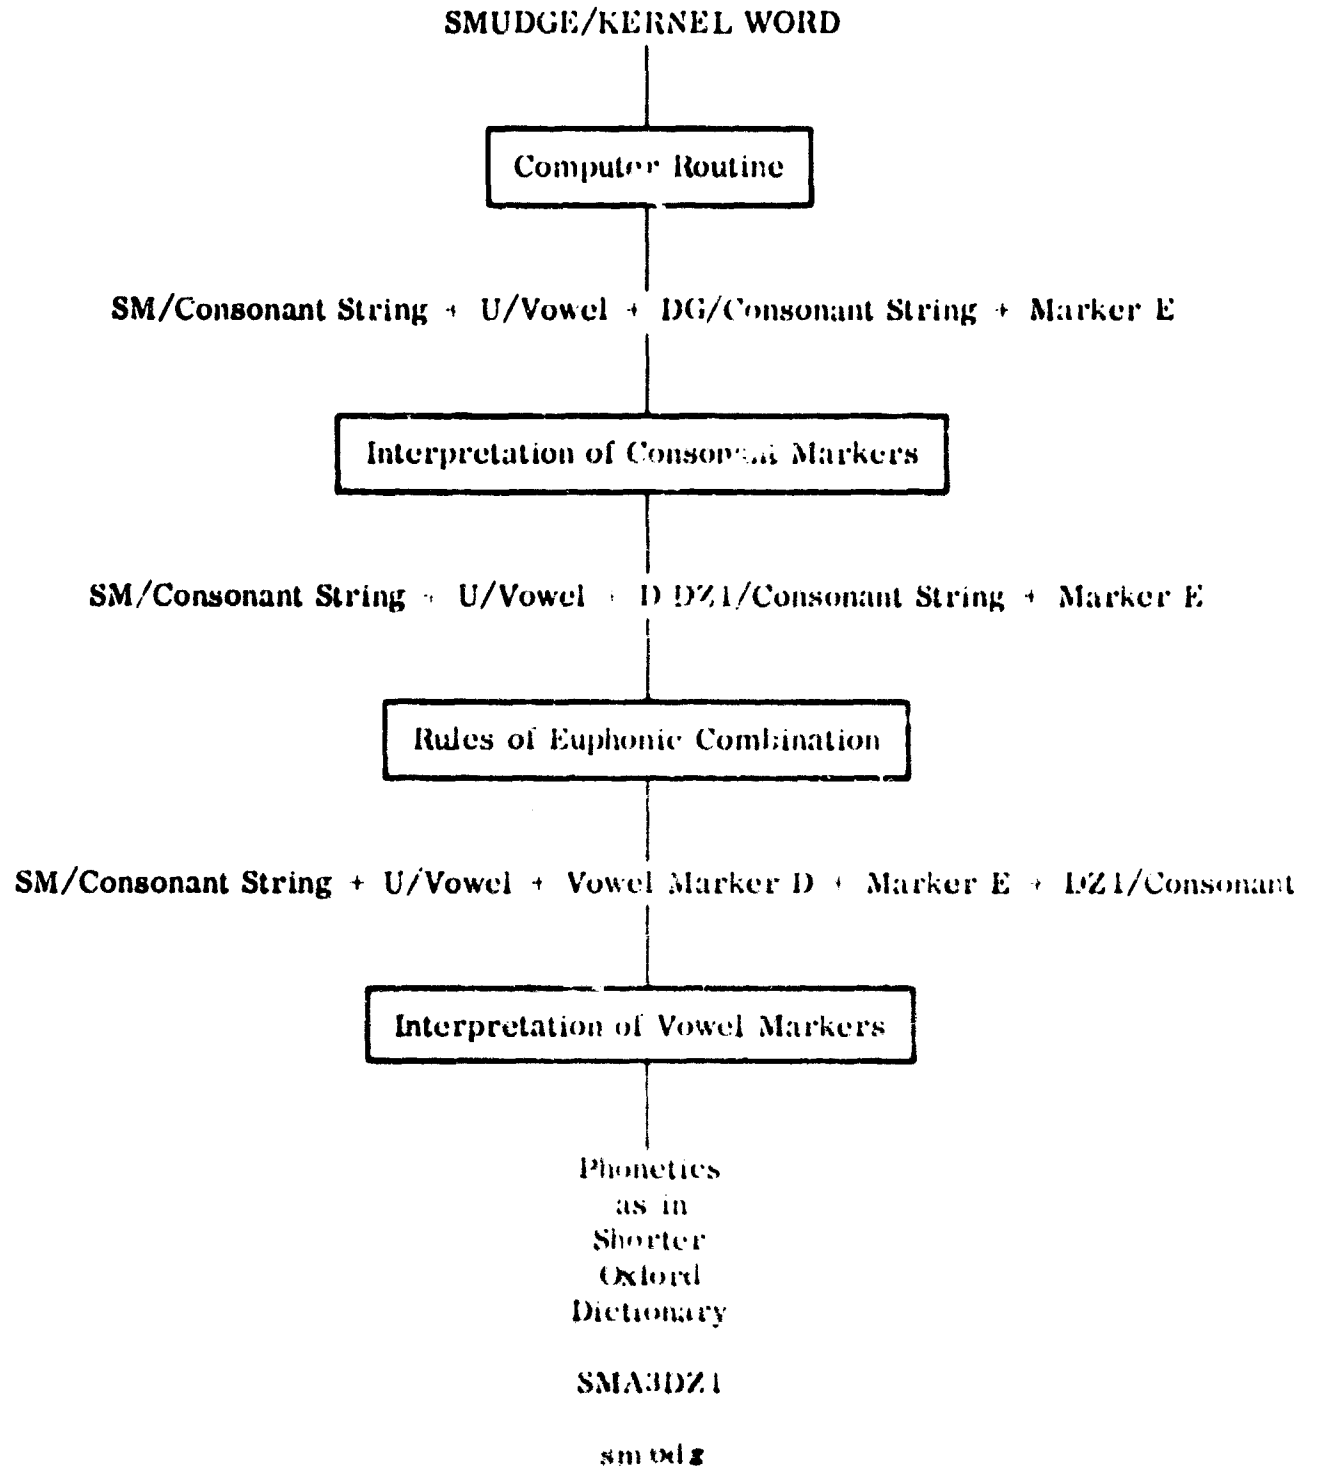 SMUDGE/KERNEL WORD
Computer Routine
SM/Consonant String + U/Vowel + DG/Consonant String + Marker E
Interpretation of Consonant Markers
SM/Consonant String + U/Vowel + D DZ1/Consonant String + Marker E
Rules of Euphonic Combination
SM/Consonant String + U/Vowel + Vowel Marker D + Marker E + DZ1/Consonant
Interpretation of Vowel Markers
Phonetics
as in
Shorter
Oxford
Dictionary
SMA3DZ1